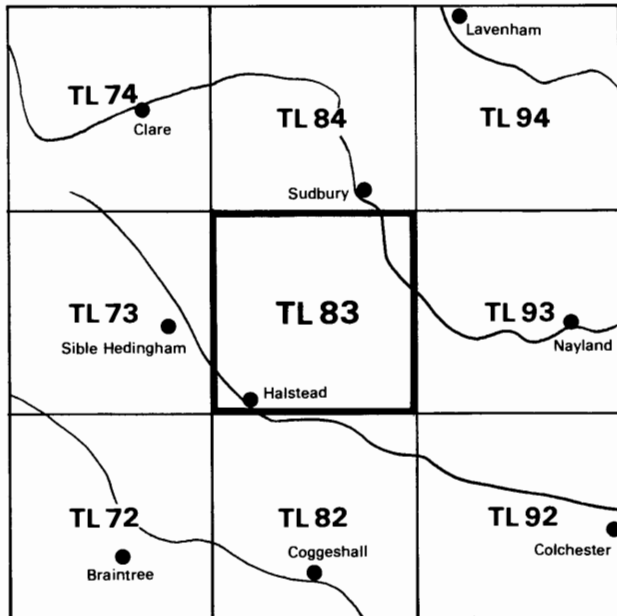 Lavenham
TL 74
TL 84
TL 94
Clare
Sudbury
TL 73
TL 83
TL 93
Sible Hedingham
Nayland
Halstead
TL 72
TL 82
TL 92
Braintree
Coggeshall
Colchester